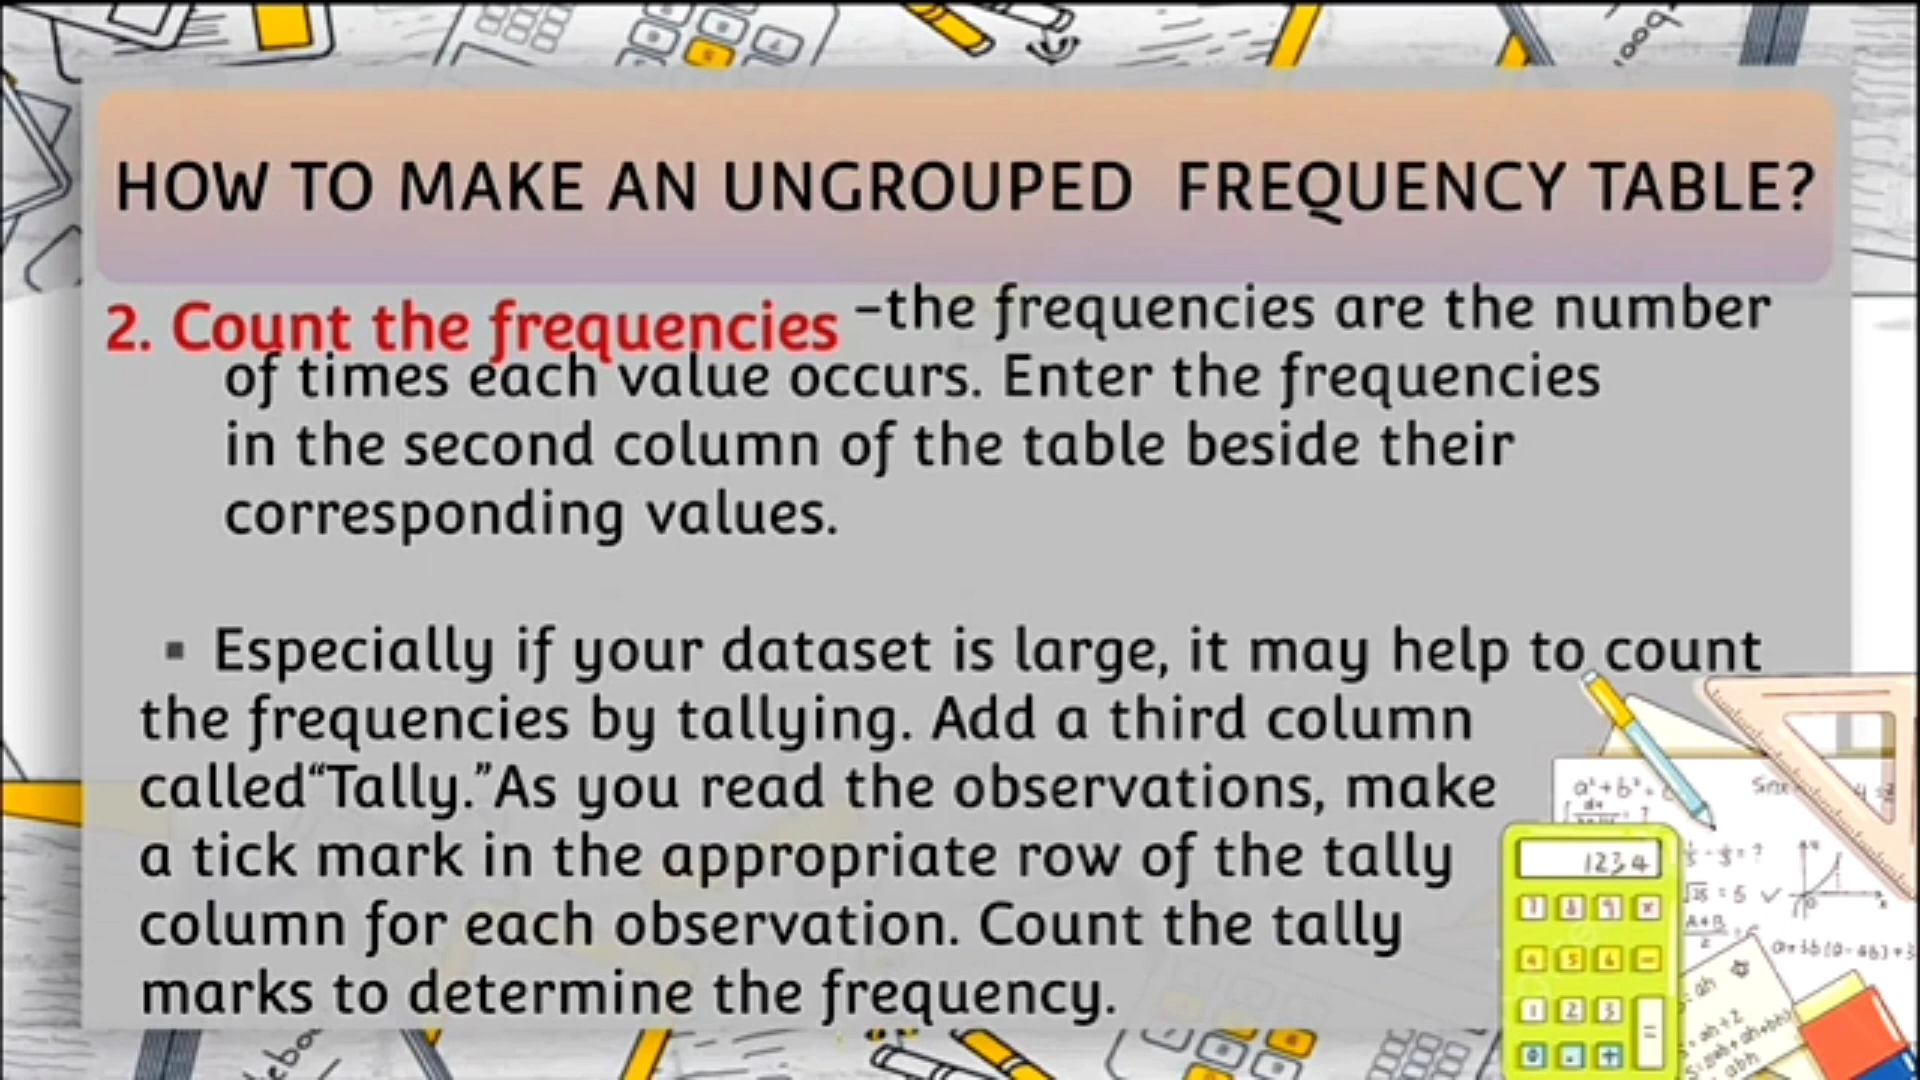 HOW TO MAKE AN UNGROUPED FREQUENCY TABLE?
2. Count the frequencies –the frequencies are the number
of times each value occurs. Enter the frequencies
in the second column of the table beside their
corresponding values.
▪ Especially if your dataset is large, it may help to count
the frequencies by tallying. Add a third column
called“Tally.”As you read the observations, make
a tick mark in the appropriate row of the tally
column for each observation. Count the tally
marks to determine the frequency.
1234